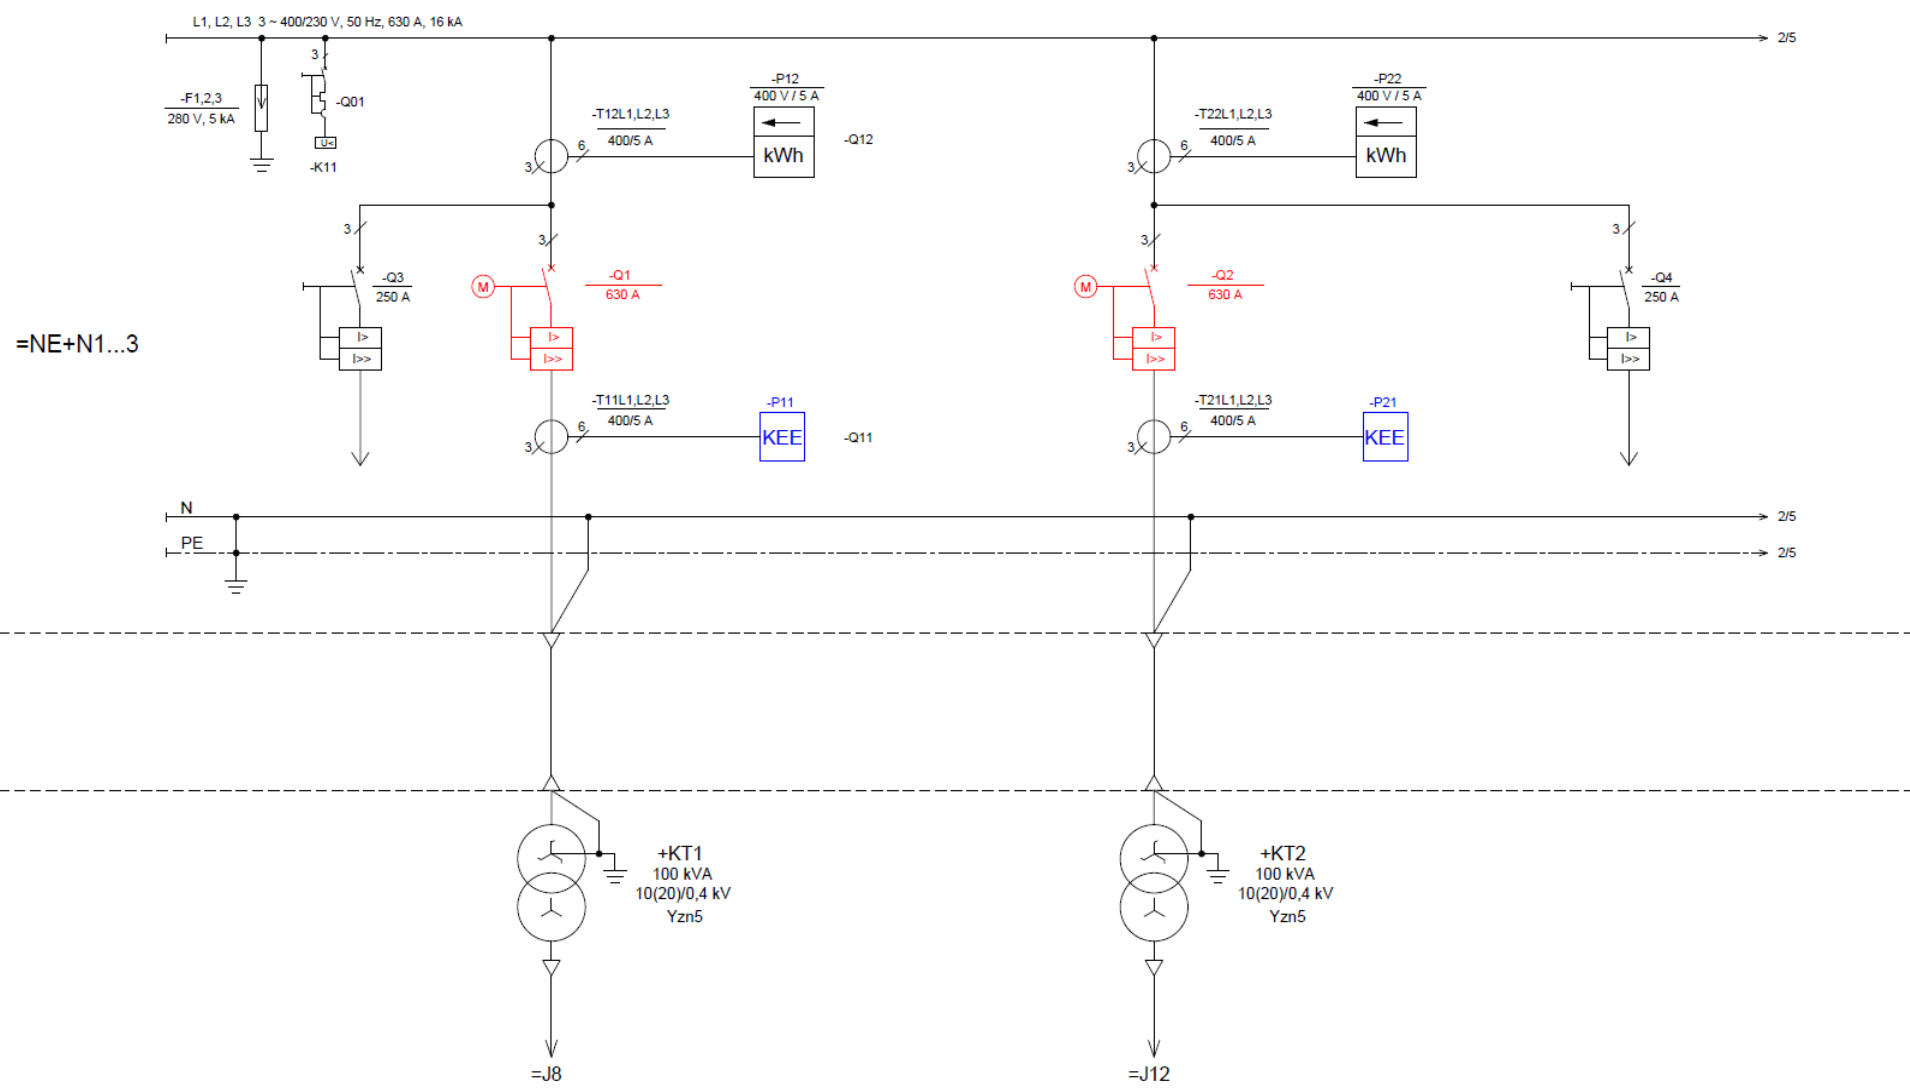 L1, L2, L3 3 ~ 400/230 V, 50 Hz, 630 A, 16 kA
2/5
3
-F1,2,3
280 V, 5 kA
-Q01
U<
-K11
-T12L1,L2,L3
400/5 A
3
6
-P12
400 V / 5 A
kWh
-Q12
-T22L1,L2,L3
400/5 A
3
6
-P22
400 V / 5 A
kWh
3
-Q3
250 A
I>
I>>
3
M
-Q1
630 A
I>
I>>
3
M
-Q2
630 A
I>
I>>
3
-Q4
250 A
I>
I>>
=NE+N1...3
-T11L1,L2,L3
400/5 A
3
6
-P11
KEE
-Q11
-T21L1,L2,L3
400/5 A
3
6
-P21
KEE
N
2/5
PE
2/5
+KT1
100 kVA
10(20)/0,4 kV
Yzn5
+KT2
100 kVA
10(20)/0,4 kV
Yzn5
=J8
=J12